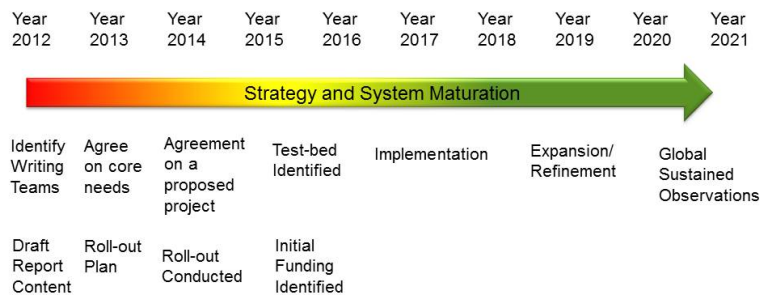 Year 2012
Year 2013
Year 2014
Year 2015
Year 2016
Year 2017
Year 2018
Year 2019
Year 2020
Year 2021
Strategy and System Maturation
Identify
Writing
Teams
Agree
on core
needs
Agreement
on a
proposed
project
Test-bed
Identified
Implementation
Expansion/
Refinement
Global
Sustained
Observations
Draft
Report
Content
Roll-out
Plan
Roll-out
Conducted
Initial
Funding
Identified